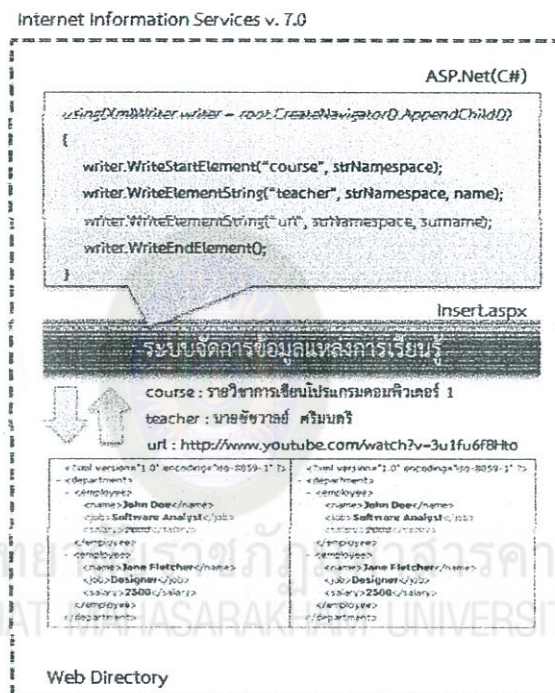 Internet Information Services v. 7.0
ASP.Net(C#)
using(XmlWriter writer = root.CreateNavigator().AppendChild())
{
writer.WriteStartElement("course", strNamespace);
writer.WriteElementString("teacher", strNamespace, name);
writer.WriteElementString("url", strNamespace, surname);
writer.WriteEndElement();
}
Insert.aspx
ระบบจัดการข้อมูลแหล่งการเรียนรู้
course : รายวิชาการเขียนโปรแกรมคอมพิวเตอร์ 1
teacher : นายชัชวาลย์ ศรีมนตรี
url : http://www.youtube.com/watch?v=3u1fu6f8Hto
<?xml version="1.0" encoding="iso-8859-1" ?>
- <department>
- <employee>
<name>John Doe</name>
<job>Software Analyst</job>
<salary>2000</salary>
</employee>
- <employee>
<name>Jane Fletcher</name>
<job>Designer</job>
<salary>2500</salary>
</employee>
</department>
<?xml version="1.0" encoding="iso-8859-1" ?>
- <department>
- <employee>
<name>John Doe</name>
<job>Software Analyst</job>
<salary>2000</salary>
</employee>
- <employee>
<name>Jane Fletcher</name>
<job>Designer</job>
<salary>2500</salary>
</employee>
</department>
MAHASARAKHAM UNIVERSI
Web Directory